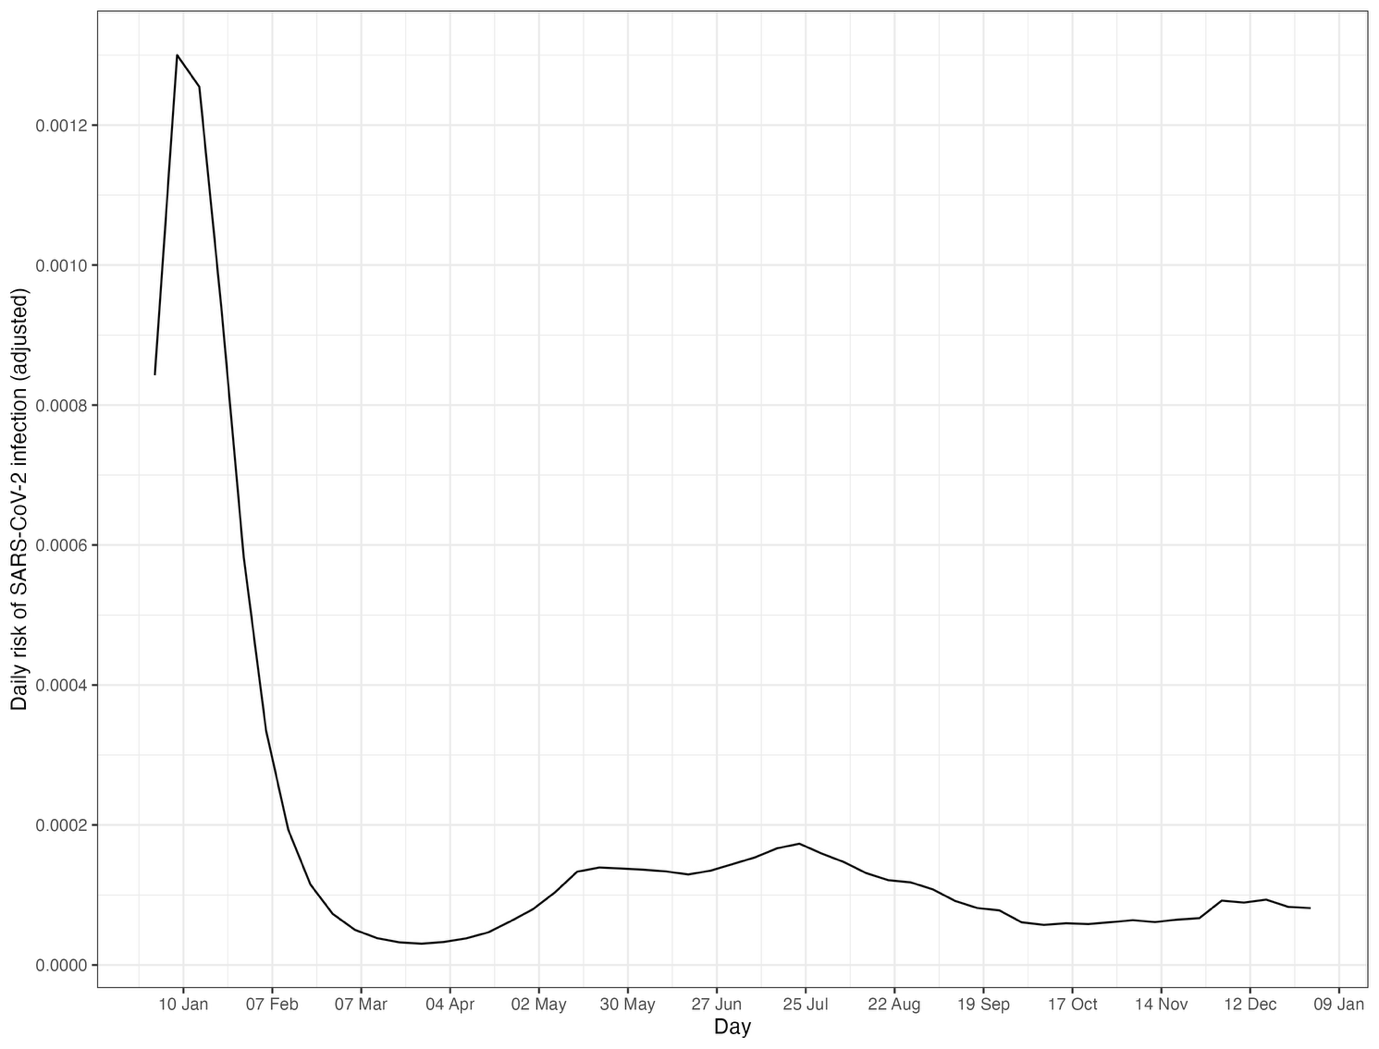 Daily risk of SARS-CoV-2 infection (adjusted)
0.0012
0.0010
0.0008
0.0006
0.0004
0.0002
0.0000
10 Jan 07 Feb 07 Mar 04 Apr 02 May 30 May 27 Jun 25 Jul 22 Aug 19 Sep 17 Oct 14 Nov 12 Dec 09 Jan
Day